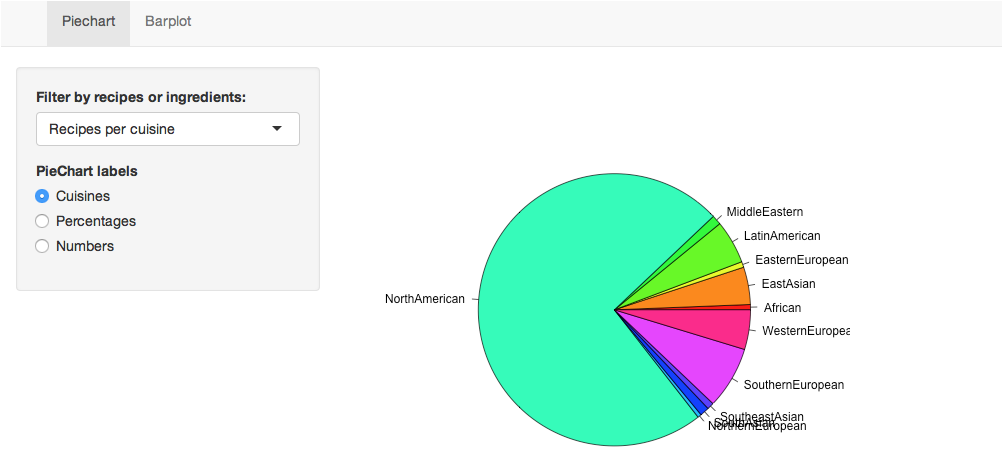 Piechart Barplot
Filter by recipes or ingredients:
Recipes per cuisine
PieChart labels
Cuisines
Percentages
Numbers
MiddleEastern
LatinAmerican
EasternEuropean
EastAsian
NorthAmerican
African
WesternEuropea
SouthernEuropean
SoutheastAsian
SouthAsian
NorthernEuropean